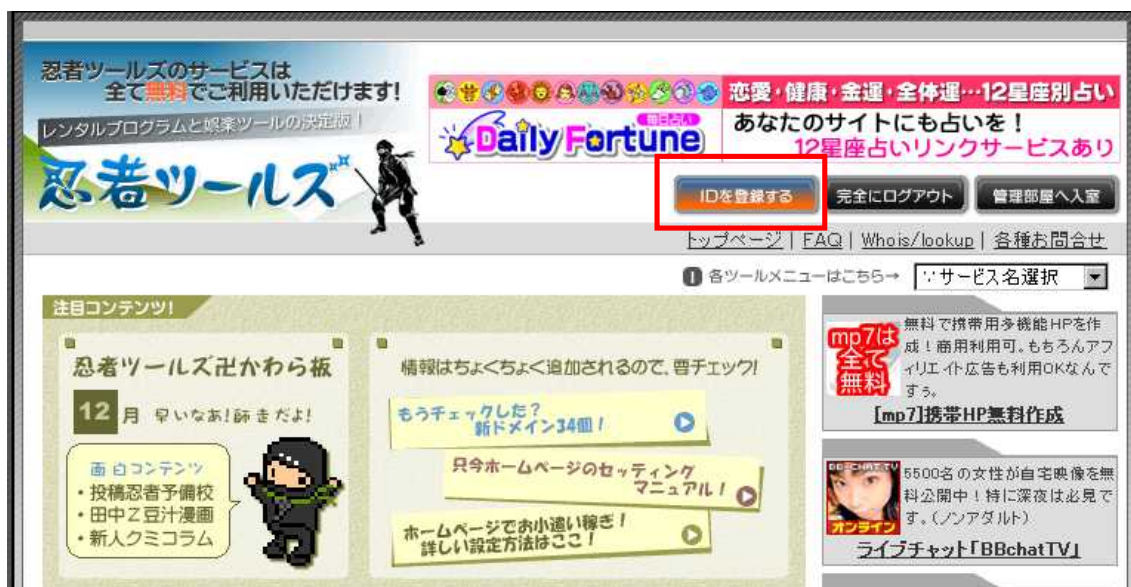 忍者ツールズのサービスは
全て無料でご利用いただけます!
レンタルプログラムと娯楽ツールの決定版!
忍者ツールズ
恋愛・健康・金運・全体運…12星座別占い
毎日占い
Daily Fortune
あなたのサイトにも占いを!
12星座占いリンクサービスあり
IDを登録する
完全にログアウト
管理部屋へ入室
トップページ | FAQ | Whois/lookup | 各種お問合せ
各ツールメニューはこちら→
∵サービス名選択
注目コンテンツ!
忍者ツールズ卍かわら板
12月 早いなあ!師きだよ!
面白コンテンツ
・投稿忍者予備校
・田中Z豆汁漫画
・新人クミコラム
情報はちょくちょく追加されるので、要チェック!
もうチェックした?
新ドメイン34個!
只今ホームページのセッティング
マニュアル!
ホームページでお小遣い稼ぎ!
詳しい設定方法はここ!
mp7は
全て
無料
無料で携帯用多機能HPを作
成!商用利用可。もちろんアフ
ィリエイト広告も利用OKなんで
すぅ。
[mp7]携帯HP無料作成
BB-CHAT.TV
オンライン
5500名の女性が自宅映像を無
料公開中!特に深夜は必見で
す。(ノンアダルト)
ライブチャット「BBchatTV」